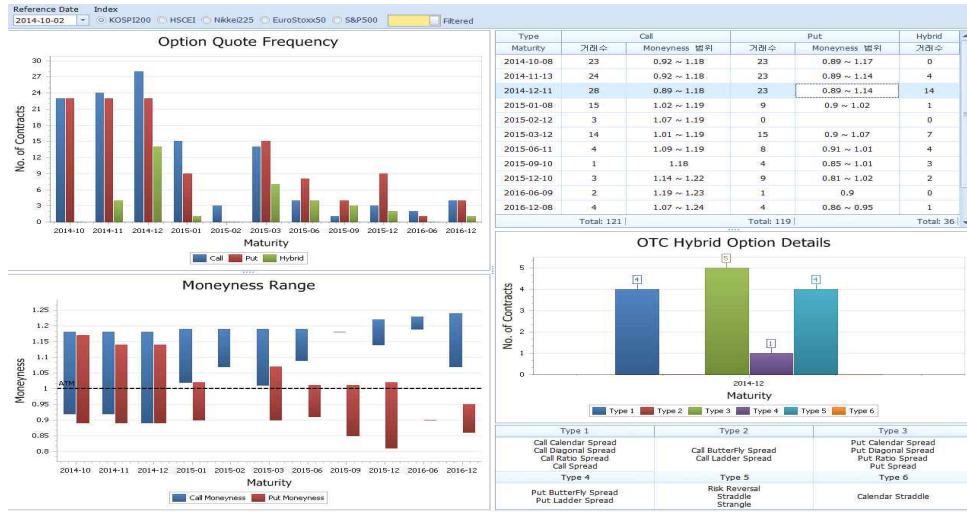 Reference Date Index
2014-10-02 KOSPI200 HSCEI Nikkei225 EuroStoxx50 S&P500 Filtered
Option Quote Frequency
No. of Contracts
30
27
24
21
18
15
12
9
6
3
0
2014-10 2014-11 2014-12 2015-01 2015-02 2015-03 2015-06 2015-09 2015-12 2016-06 2016-12
Maturity
Call Put Hybrid
Moneyness Range
Moneyness
1.25
1.2
1.15
1.1
1.05
1
0.95
0.9
0.85
0.8
ATM
2014-10 2014-11 2014-12 2015-01 2015-02 2015-03 2015-06 2015-09 2015-12 2016-06 2016-12
Maturity
Call Moneyness Put Moneyness
Type Call Put Hybrid
Maturity 거래수 Moneyness 범위 거래수 Moneyness 범위 거래수
2014-10-08 23 0.92 ~ 1.18 23 0.89 ~ 1.17 0
2014-11-13 24 0.92 ~ 1.18 23 0.89 ~ 1.14 4
2014-12-11 28 0.89 ~ 1.18 23 0.89 ~ 1.14 14
2015-01-08 15 1.02 ~ 1.19 9 0.9 ~ 1.02 1
2015-02-12 3 1.07 ~ 1.19 0 0
2015-03-12 14 1.01 ~ 1.19 15 0.9 ~ 1.07 7
2015-06-11 4 1.09 ~ 1.19 8 0.91 ~ 1.01 4
2015-09-10 1 1.18 4 0.85 ~ 1.01 3
2015-12-10 3 1.14 ~ 1.22 9 0.81 ~ 1.02 2
2016-06-09 2 1.19 ~ 1.23 1 0.9 0
2016-12-08 4 1.07 ~ 1.24 4 0.86 ~ 0.95 1
Total: 121 Total: 119 Total: 36
OTC Hybrid Option Details
No. of Contracts
5
4
3
2
1
0
4 5 1 4
2014-12
Maturity
Type 1 Type 2 Type 3 Type 4 Type 5 Type 6
Type 1 Type 2 Type 3
Call Calendar Spread
Call Diagonal Spread
Call Ratio Spread
Call Spread
Call ButterFly Spread
Call Ladder Spread
Put Calendar Spread
Put Diagonal Spread
Put Ratio Spread
Put Spread
Type 4 Type 5 Type 6
Put ButterFly Spread
Put Ladder Spread
Risk Reversal
Straddle
Strangle
Calendar Straddle